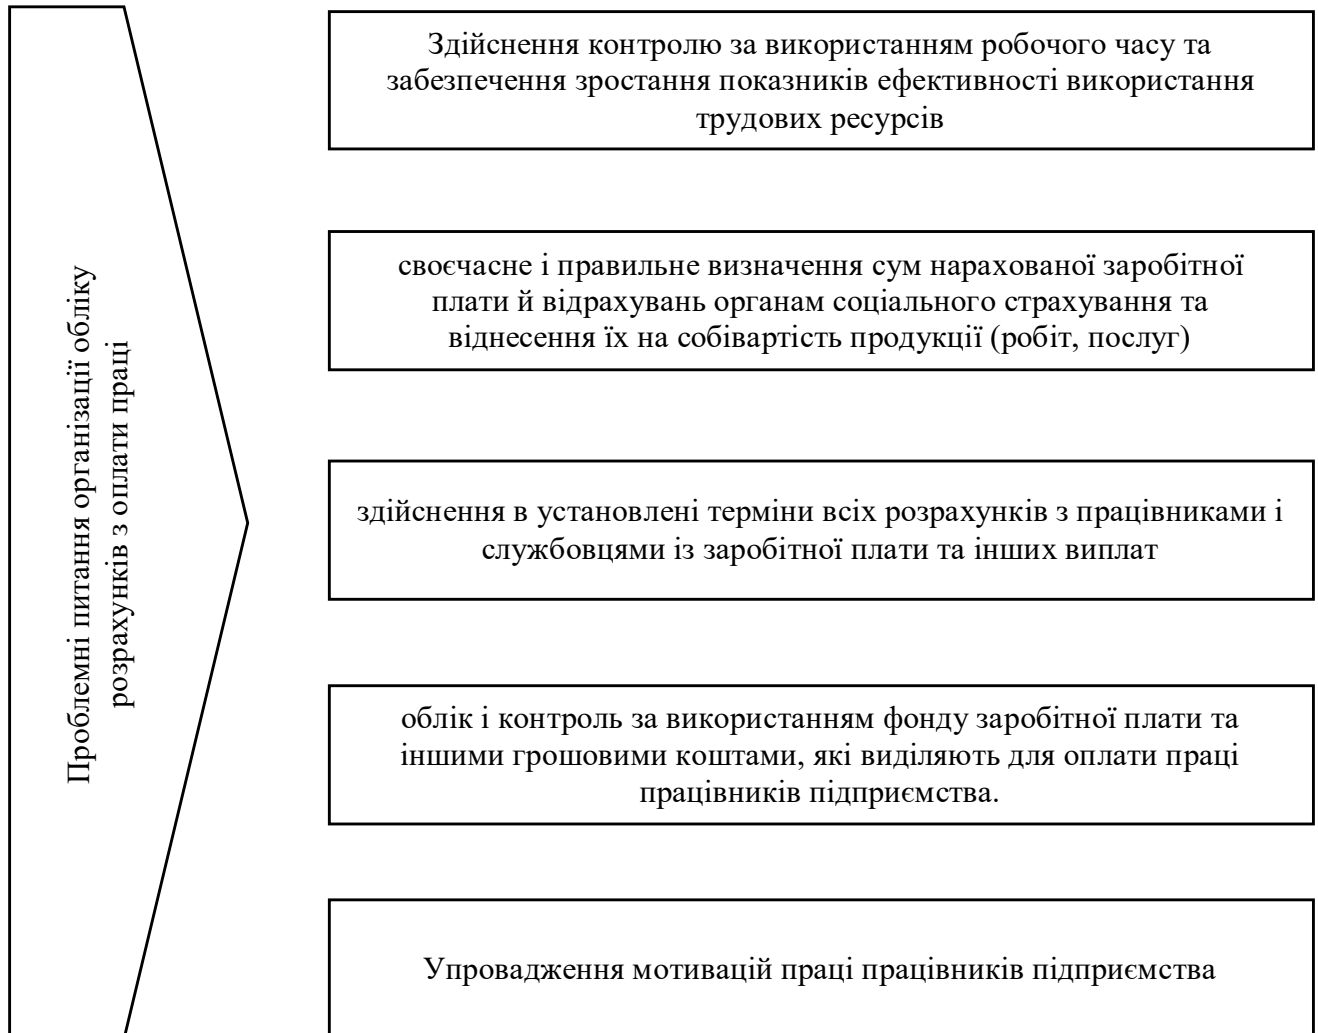 Проблемні питання організації обліку
розрахунків з оплати праці
Здійснення контролю за використанням робочого часу та
забезпечення зростання показників ефективності використання
трудових ресурсів
своєчасне і правильне визначення сум нарахованої заробітної
плати й відрахувань органам соціального страхування та
віднесення їх на собівартість продукції (робіт, послуг)
здійснення в установлені терміни всіх розрахунків з працівниками і
службовцями із заробітної плати та інших виплат
облік і контроль за використанням фонду заробітної плати та
іншими грошовими коштами, які виділяють для оплати праці
працівників підприємства.
Упровадження мотивацій праці працівників підприємства